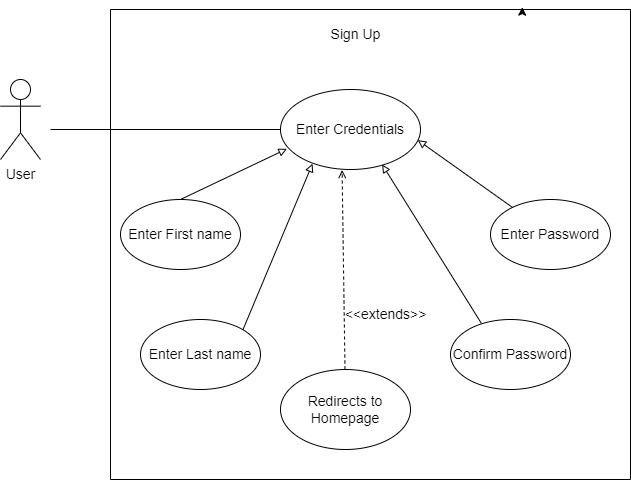 Sign Up
Enter Credentials
User
Enter First name
Enter Password
<<extends>>
Enter Last name
Confirm Password
Redirects to
Homepage